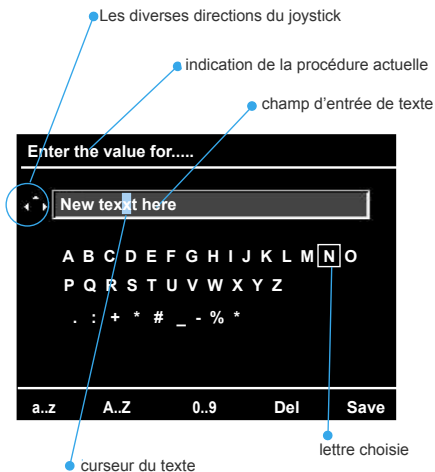 Les diverses directions du joystick
indication de la procédure actuelle
champ d'entrée de texte
Enter the value for.....
New texxt here
A B C D E F G H I J K L M N O
P Q R S T U V W X Y Z
. : + * # _ - % *
a..z A..Z 0..9 Del Save
lettre choisie
curseur du texte